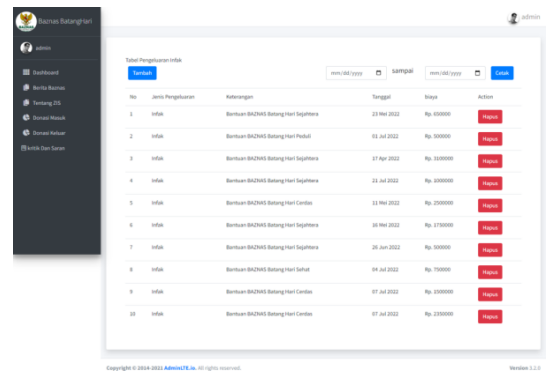 Baznas BatangHari
admin
admin
Dashboard
Berita Baznas
Tentang ZIS
Donasi Masuk
Donasi Keluar
kritik Dan Saran
Tabel Pengeluaran Infak
Tambah mm/dd/yyyy sampai mm/dd/yyyy Cetak
No Jenis Pengeluaran Keterangan Tanggal biaya Action
1 Infak Bantuan BAZNAS Batang Hari Sejahtera 23 Mei 2022 Rp. 650000 Hapus
2 Infak Bantuan BAZNAS Batang Hari Peduli 01 Jul 2022 Rp. 500000 Hapus
3 Infak Bantuan BAZNAS Batang Hari Sejahtera 17 Apr 2022 Rp. 3100000 Hapus
4 Infak Bantuan BAZNAS Batang Hari Sejahtera 21 Jul 2022 Rp. 1000000 Hapus
5 Infak Bantuan BAZNAS Batang Hari Cerdas 11 Mei 2022 Rp. 2500000 Hapus
6 Infak Bantuan BAZNAS Batang Hari Sejahtera 16 Mei 2022 Rp. 1750000 Hapus
7 Infak Bantuan BAZNAS Batang Hari Sejahtera 26 Jun 2022 Rp. 500000 Hapus
8 Infak Bantuan BAZNAS Batang Hari Sehat 04 Jul 2022 Rp. 750000 Hapus
9 Infak Bantuan BAZNAS Batang Hari Cerdas 07 Jul 2022 Rp. Hapus
10 Infak Bantuan BAZNAS Batang Hari Cerdas 07 Jul 2022 Rp. 2350000 Hapus
Copyright © 2014-2021 AdminLTE.io. All rights reserved. Version 3.2.0